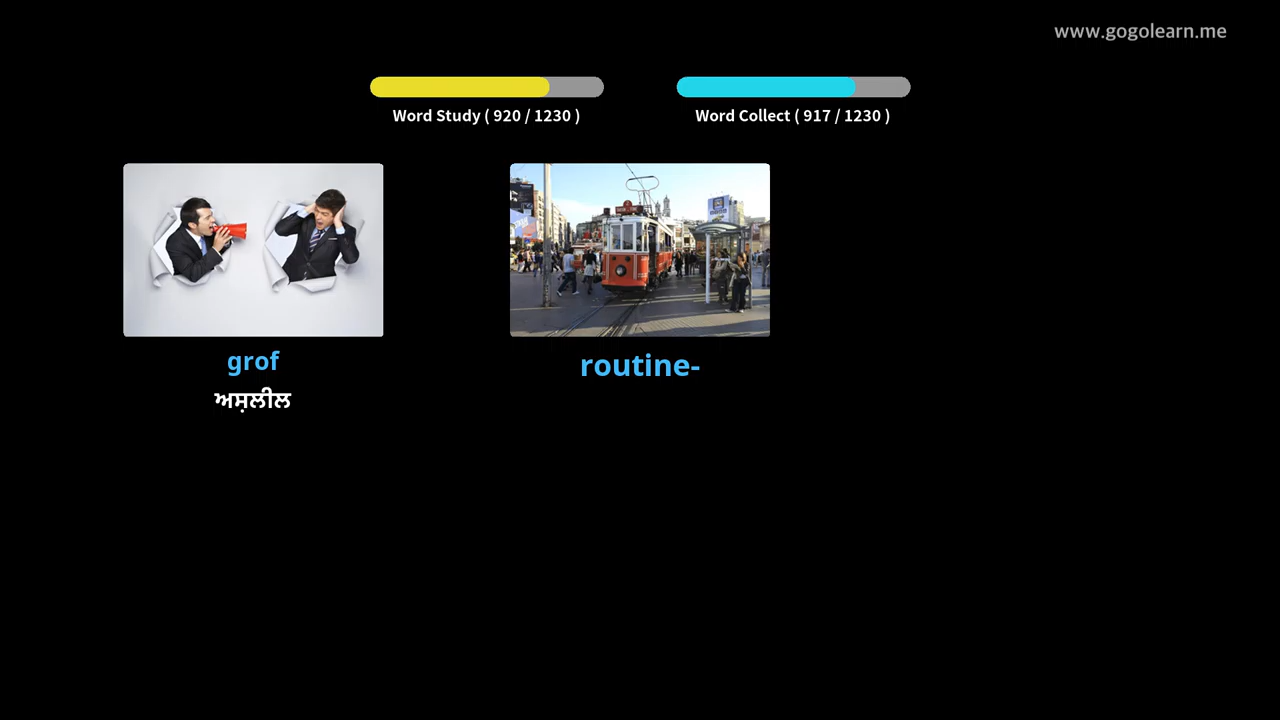 www.gogolearn.me
Word Study ( 920 / 1230 )
Word Collect ( 917 / 1230 )
grof
ਅਸ਼ਲੀਲ
routine-